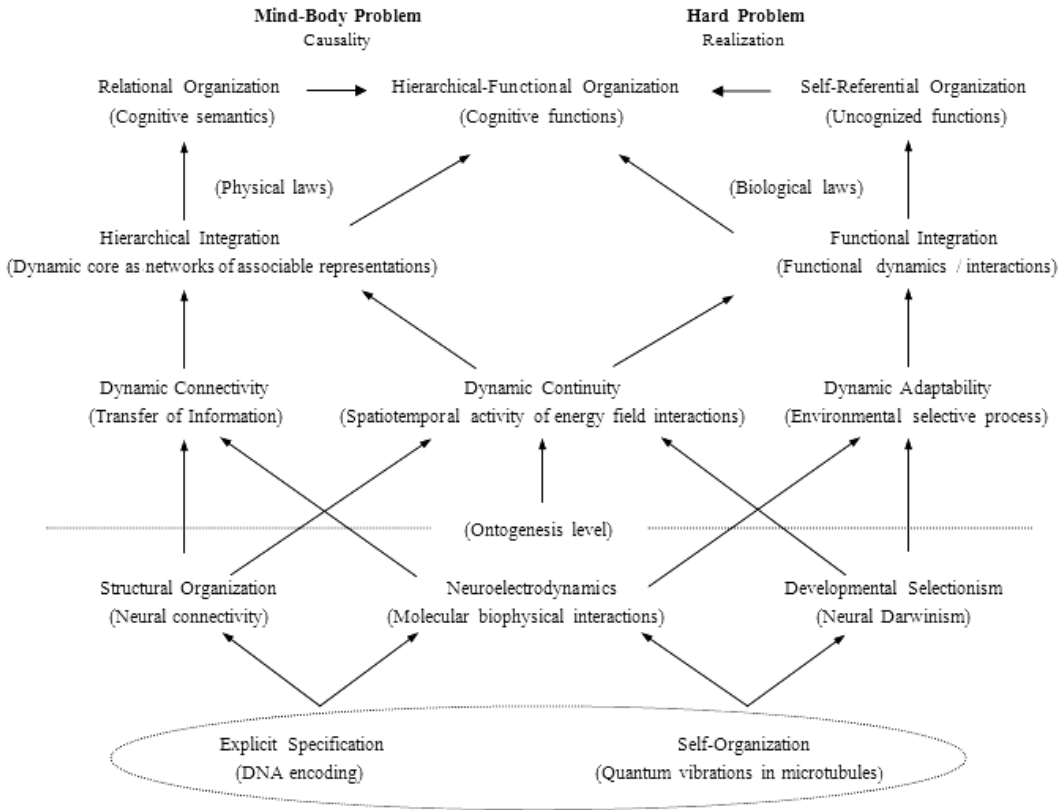 Mind-Body Problem
Hard Problem
Causality
Realization
Relational Organization
Hierarchical-Functional Organization
Self-Referential Organization
(Cognitive semantics)
(Cognitive functions)
(Uncognized functions)
(Physical laws)
(Biological laws)
Hierarchical Integration
Functional Integration
(Dynamic core as networks of associable representations)
(Functional dynamics / interactions)
Dynamic Connectivity
Dynamic Continuity
Dynamic Adaptability
(Transfer of Information)
(Spatiotemporal activity of energy field interactions)
(Environmental selective process)
(Ontogenesis level)
Structural Organization
Neuroelectrodynamics
Developmental Selectionism
(Neural connectivity)
(Molecular biophysical interactions)
(Neural Darwinism)
Explicit Specification
Self-Organization
(DNA encoding)
(Quantum vibrations in microtubules)